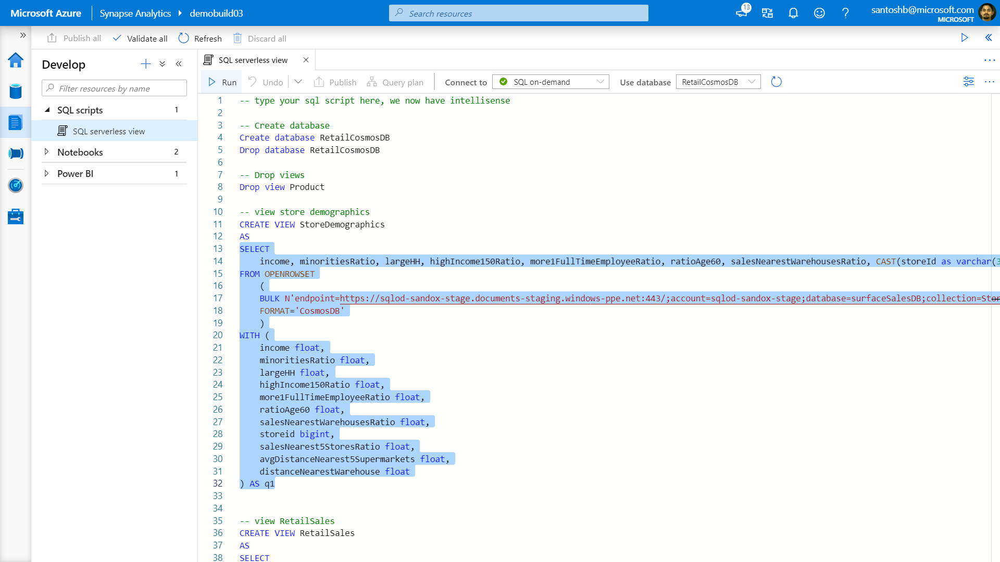 Microsoft Azure
Synapse Analytics
demobuild03
Search resources
13
santoshb@microsoft.com
MICROSOFT
Publish all
Validate all
Refresh
Discard all
Develop
Filter resources by name
SQL scripts 1
SQL serverless view
Notebooks 2
Power BI 1
SQL serverless view
Run
Undo
Publish
Query plan
Connect to
SQL on-demand
Use database
RetailCosmosDB
1 -- type your sql script here, we now have intellisense
2
3 -- Create database
4 Create database RetailCosmosDB
5 Drop database RetailCosmosDB
6
7 -- Drop views
8 Drop view Product
9
10 -- view store demographics
11 CREATE VIEW StoreDemographics
12 AS
13 SELECT
14 income, minoritiesRatio, largeHH, highIncome150Ratio, more1FullTimeEmployeeRatio, ratioAge60, salesNearestWarehousesRatio, CAST(storeId as varchar(3
15 FROM OPENROWSET
16 (
17 BULK N'endpoint=https://sqlod-sandox-stage.documents-staging.windows-ppe.net:443/;account=sqlod-sandox-stage;database=surfaceSalesDB;collection=Stor
18 FORMAT='CosmosDB'
19 )
20 WITH (
21 income float,
22 minoritiesRatio float,
23 largeHH float,
24 highIncome150Ratio float,
25 more1FullTimeEmployeeRatio float,
26 ratioAge60 float,
27 salesNearestWarehousesRatio float,
28 storeid bigint,
29 salesNearest5StoresRatio float,
30 avgDistanceNearest5Supermarkets float,
31 distanceNearestWarehouse float
32 ) AS q1
33
34
35 -- view RetailSales
36 CREATE VIEW RetailSales
37 AS
38 SELECT